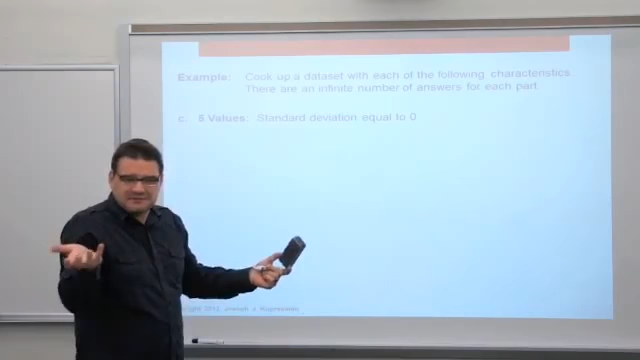 Example: Cook up a dataset with each of the following characteristics.
There are an infinite number of answers for each part.
c. 5 Values: Standard deviation equal to 0
2012,